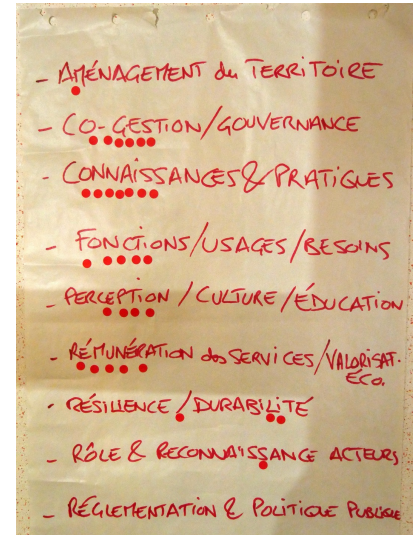 - AMÉNAGEMENT du TERRITOIRE
- CO-GESTION/GOUVERNANCE
- CONNAISSANCES & PRATIQUES
- FONCTIONS/USAGES/BESOINS
- PERCEPTION / CULTURE / ÉDUCATION
- RÉMUNÉRATION des SERVICES/VALORISAT.
ÉCO.
- RÉSILIENCE / DURABILITÉ
- RÔLE & RECONNAISSANCE ACTEURS
- RÉGLEMENTATION & POLITIQUE PUBLIQUE